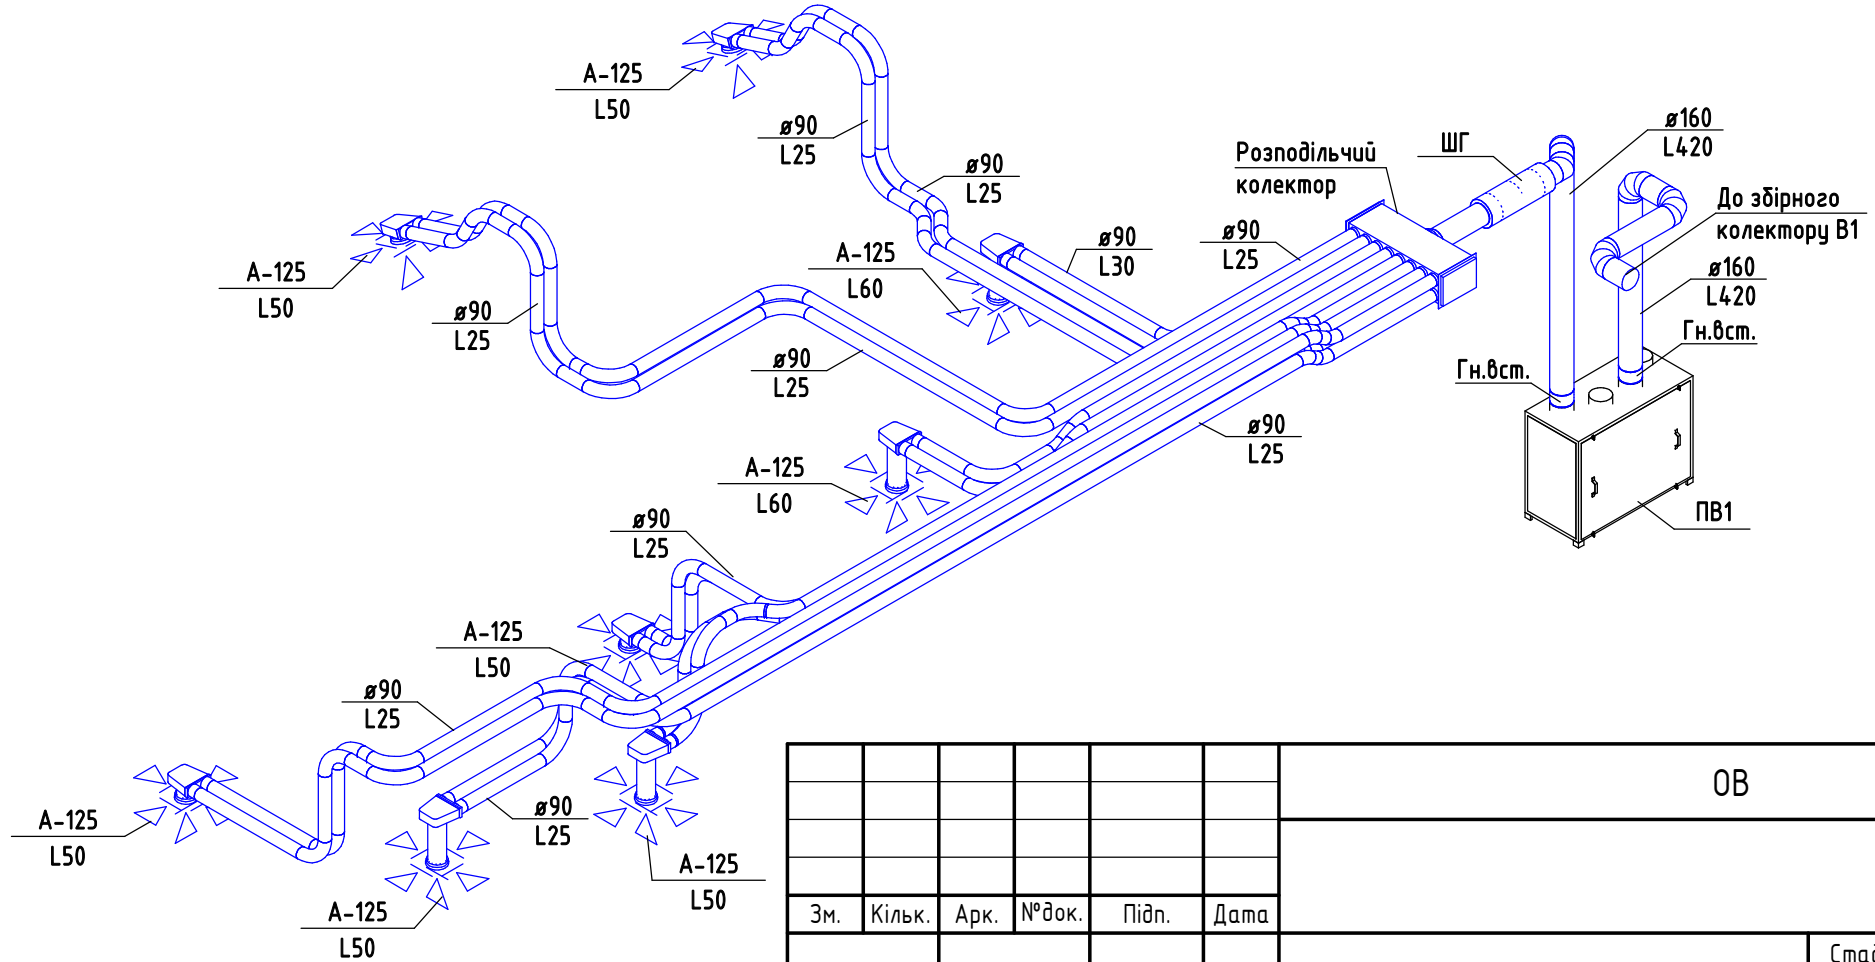 А-125
L50
ø90
L25
ø90
L25
Розподільчий
колектор
ШГ
ø160
L420
До збірного
колектору В1
А-125
L50
ø90
L25
А-125
L60
ø90
L30
ø90
L25
ø160
L420
Гн.вст.
Гн.вст.
ø90
L25
ø90
L25
А-125
L60
ПВ1
ø90
L25
А-125
L50
ø90
L25
А-125
L50
ø90
L25
А-125
L50
А-125
L50
ОВ
Зм.
Кільк.
Арк.
№док.
Підп.
Дата
Стад